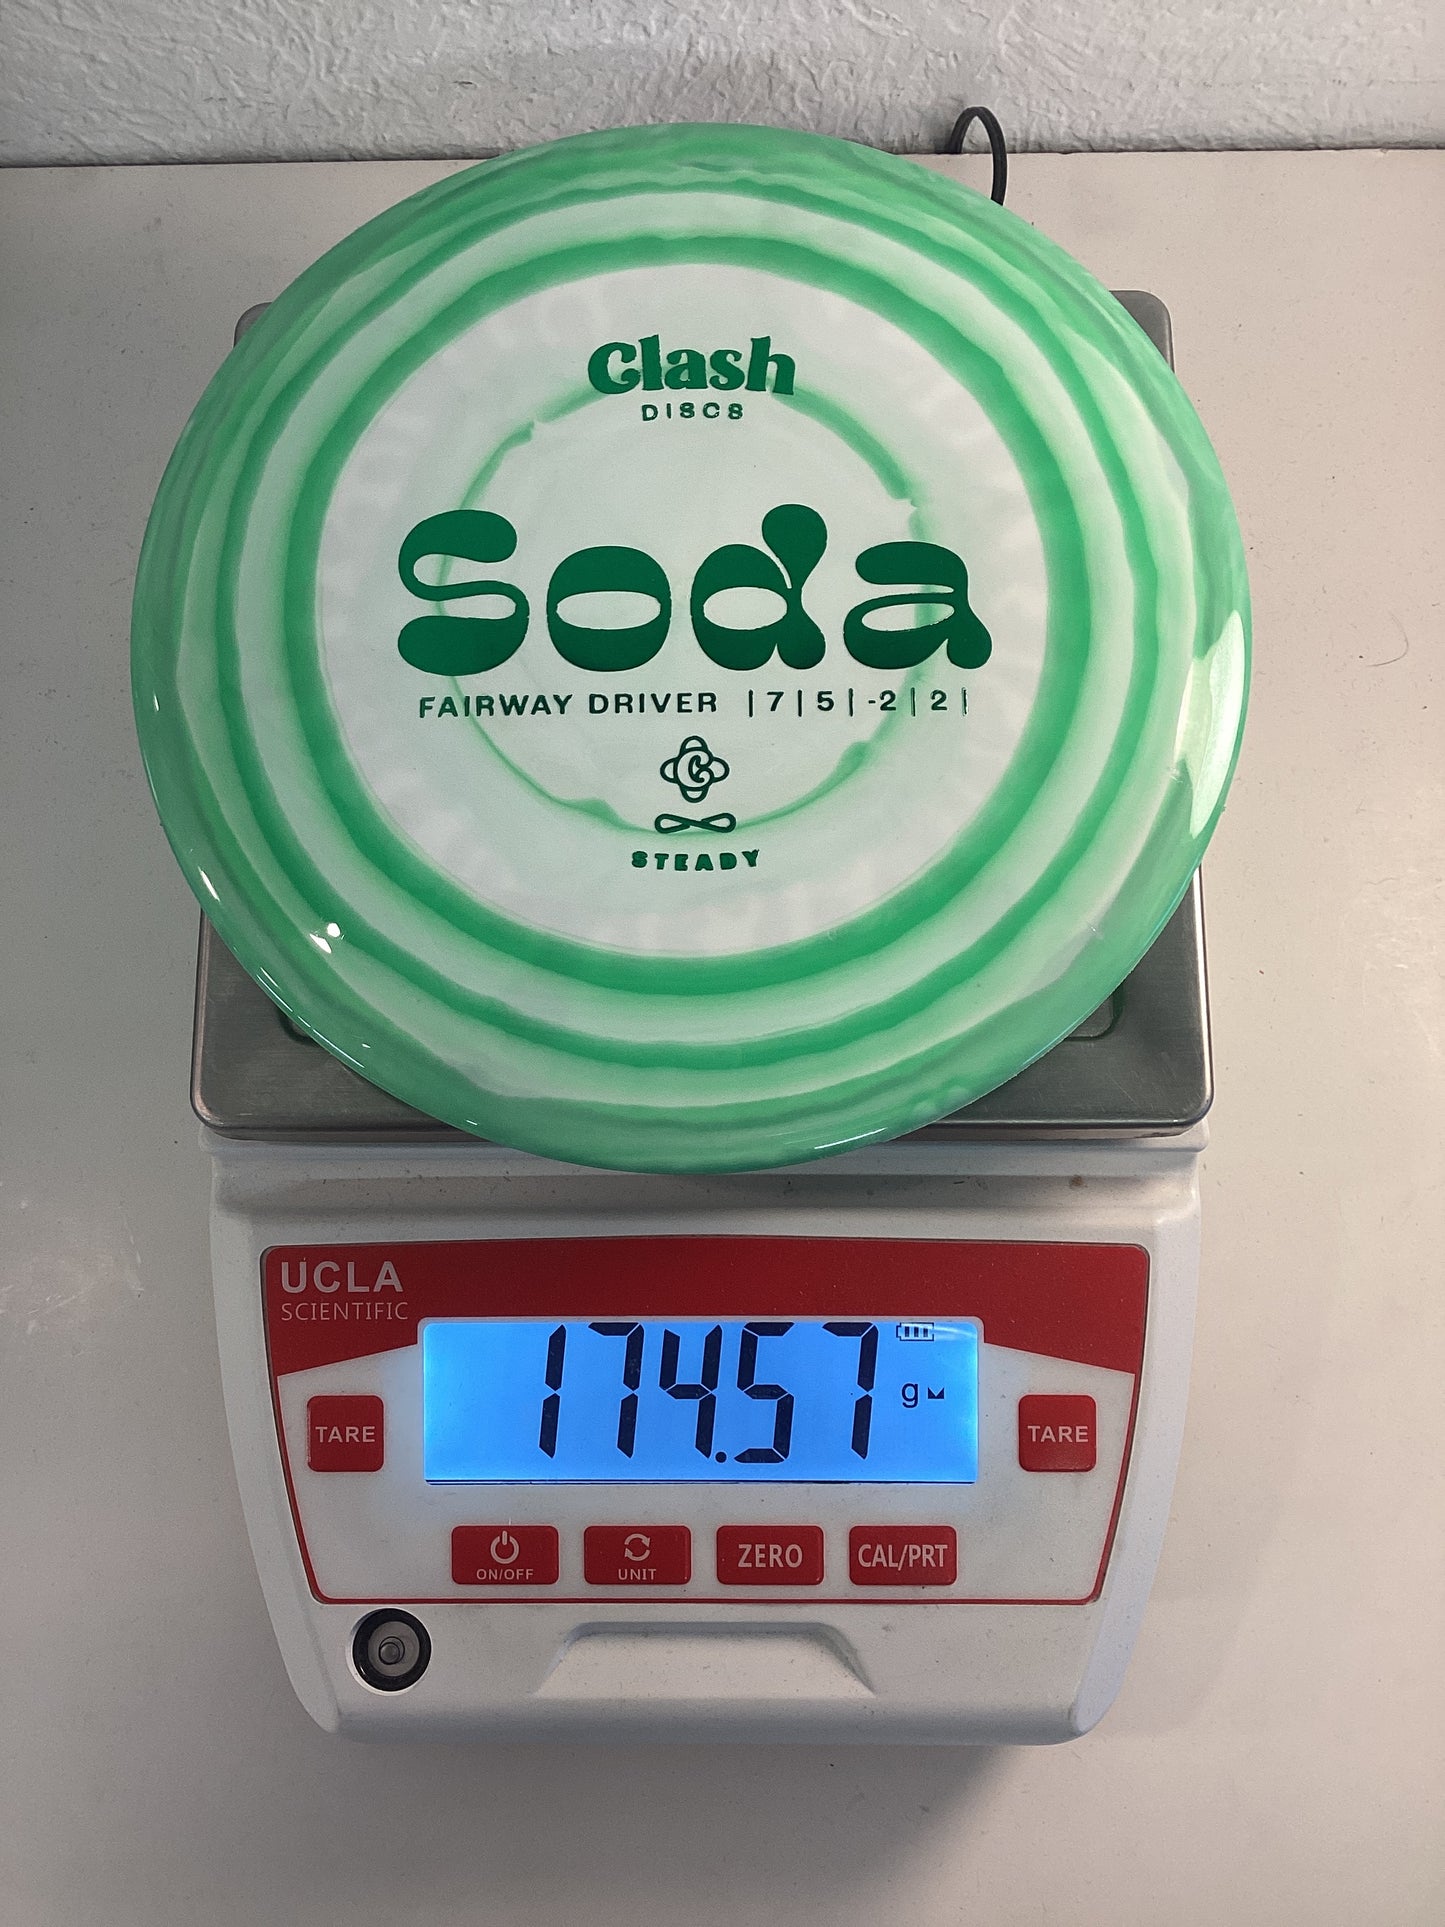 Clash
DISCS
Soda
FAIRWAY DRIVER |7|5|-2|2|
C
STEADY
UCLA
SCIENTIFIC
174.57
g
TARE
TARE
ON/OFF
UNIT
ZERO
CAL/PRT